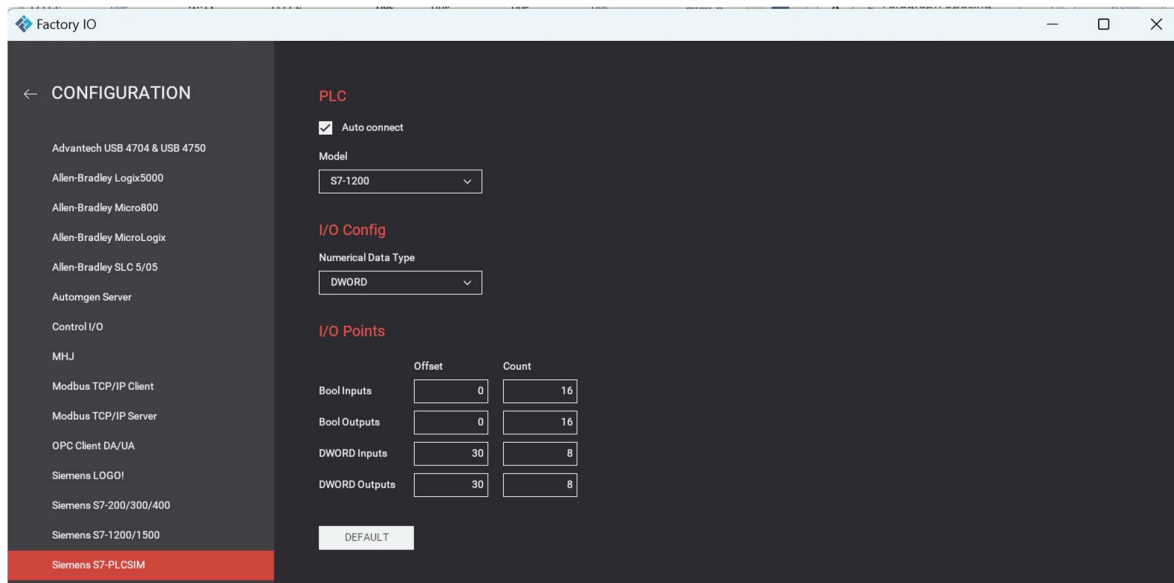 Factory IO
← CONFIGURATION
Advantech USB 4704 & USB 4750
Allen-Bradley Logix5000
Allen-Bradley Micro800
Allen-Bradley MicroLogix
Allen-Bradley SLC 5/05
Automgen Server
Control I/O
MHJ
Modbus TCP/IP Client
Modbus TCP/IP Server
OPC Client DA/UA
Siemens LOGO!
Siemens S7-200/300/400
Siemens S7-1200/1500
Siemens S7-PLCSIM
PLC
Auto connect
Model
S7-1200
I/O Config
Numerical Data Type
DWORD
I/O Points
Offset Count
Bool Inputs 0 16
Bool Outputs 0 16
DWORD Inputs 30 8
DWORD Outputs 30 8
DEFAULT